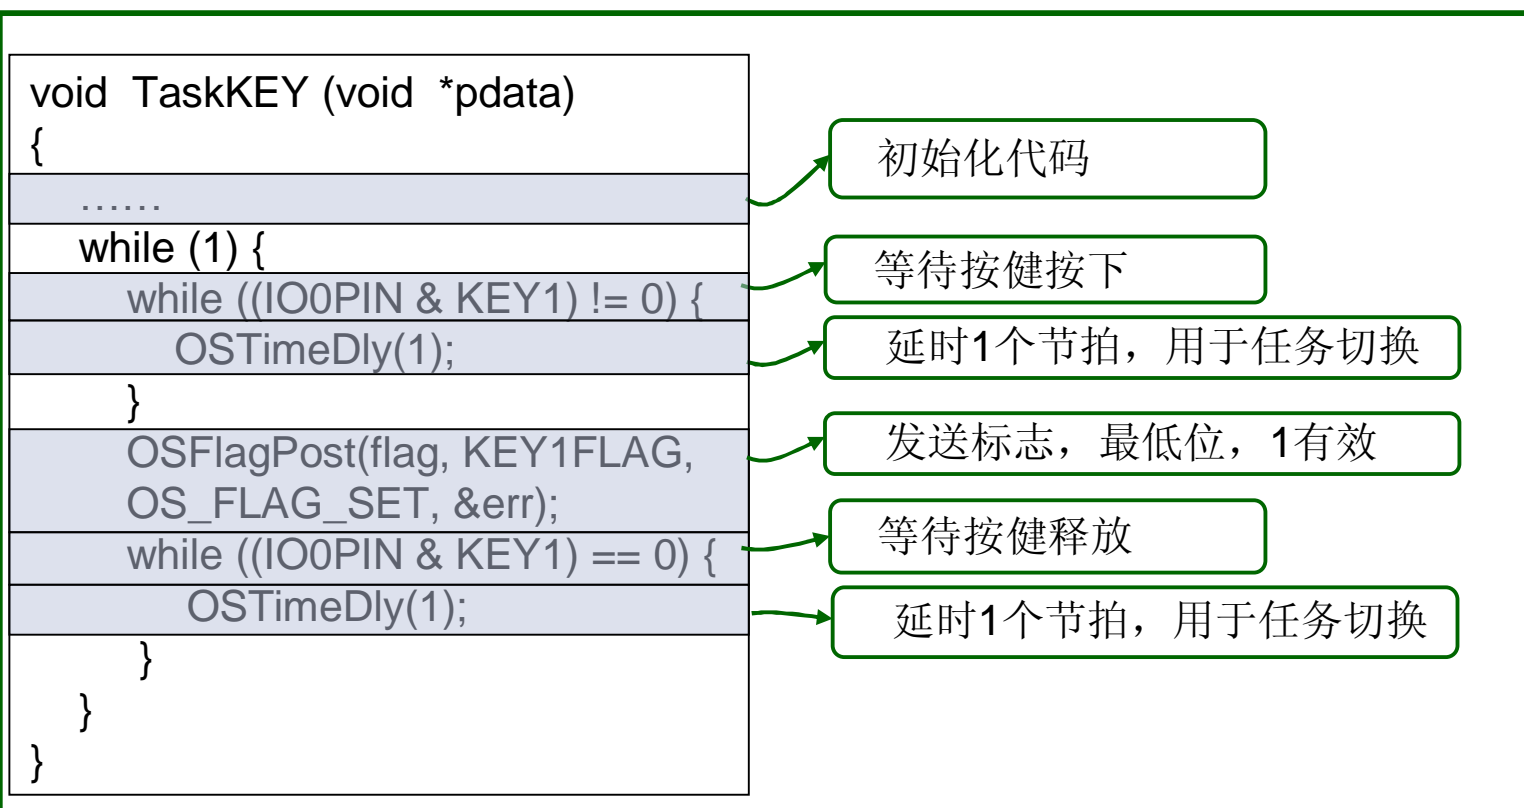 void TaskKEY (void *pdata)
{
……
初始化代码
while (1) {
while ((IO0PIN & KEY1) != 0) {
等待按健按下
OSTimeDly(1);
延时1个节拍，用于任务切换
}
OSFlagPost(flag, KEY1FLAG,
OS_FLAG_SET, &err);
发送标志，最低位，1有效
while ((IO0PIN & KEY1) == 0) {
等待按健释放
OSTimeDly(1);
延时1个节拍，用于任务切换
}
}
}